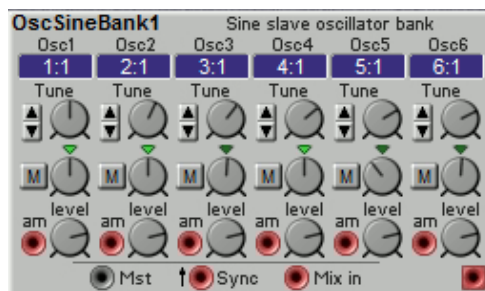 OscSineBank1 Sine slave oscillator bank
Osc1 Osc2 Osc3 Osc4 Osc5 Osc6
1:1 2:1 3:1 4:1 5:1 6:1
Tune Tune Tune Tune Tune Tune
M M M M M M
level level level level level level
am am am am am am
Mst Sync Mix in